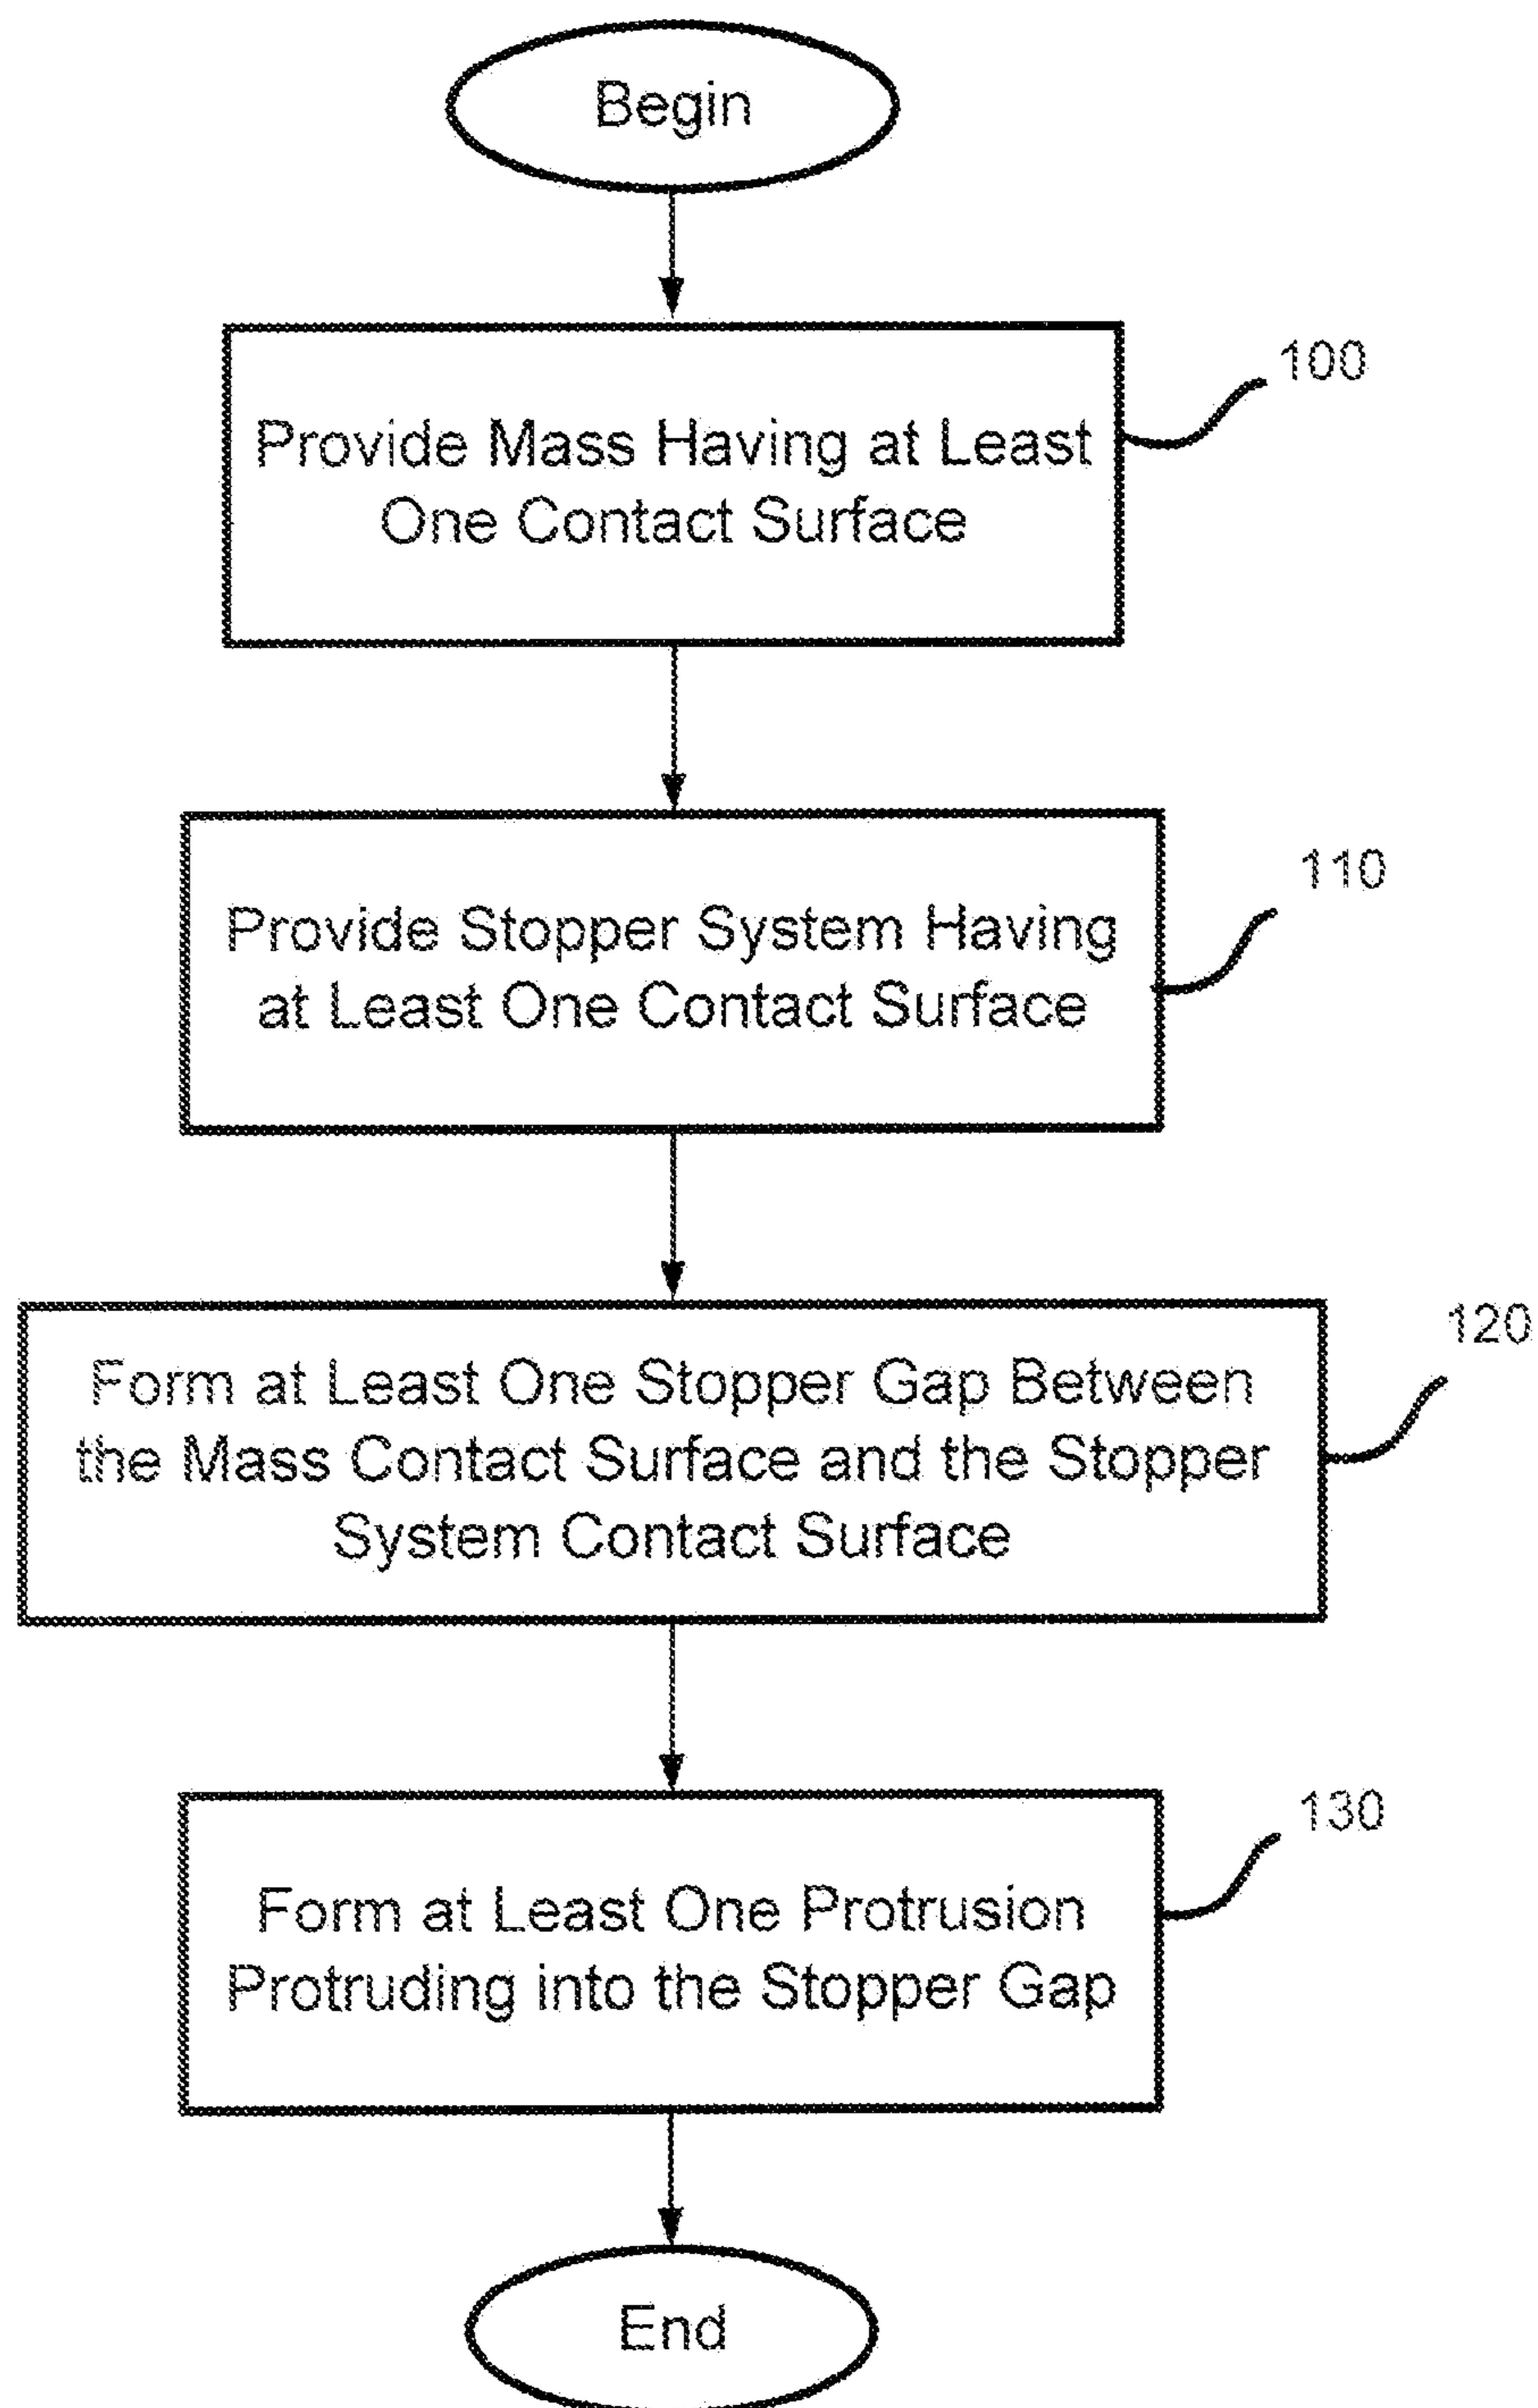 Begin
100
Provide Mass Having at Least
One Contact Surface
110
Provide Stopper System Having
at Least One Contact Surface
120
Form at Least One Stopper Gap Between
the Mass Contact Surface and the Stopper
System Contact Surface
130
Form at Least One Protrusion
Protruding into the Stopper Gap
End